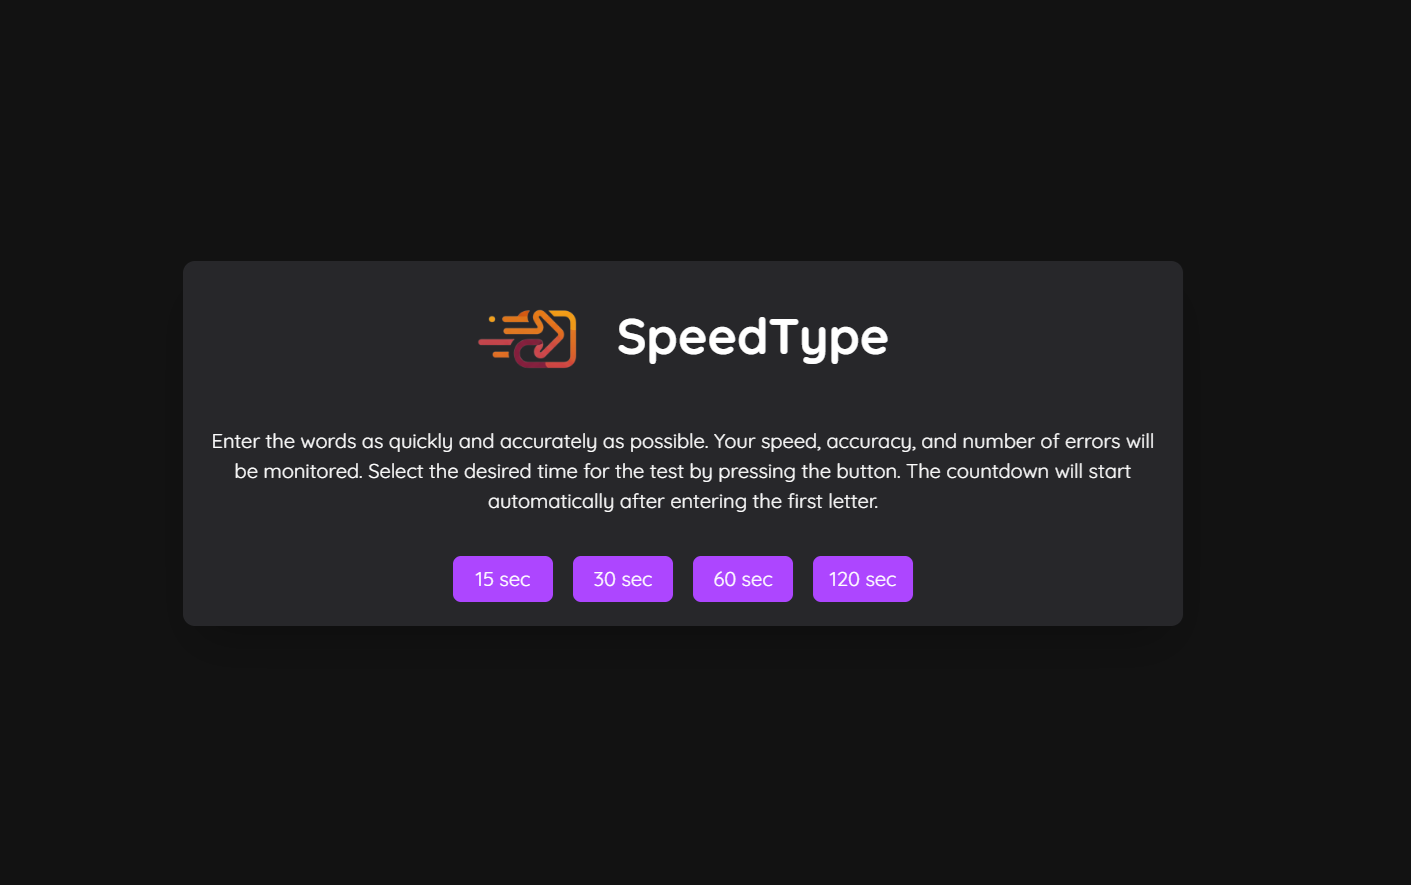 SpeedType
Enter the words as quickly and accurately as possible. Your speed, accuracy, and number of errors will
be monitored. Select the desired time for the test by pressing the button. The countdown will start
automatically after entering the first letter.
15 sec
30 sec
60 sec
120 sec